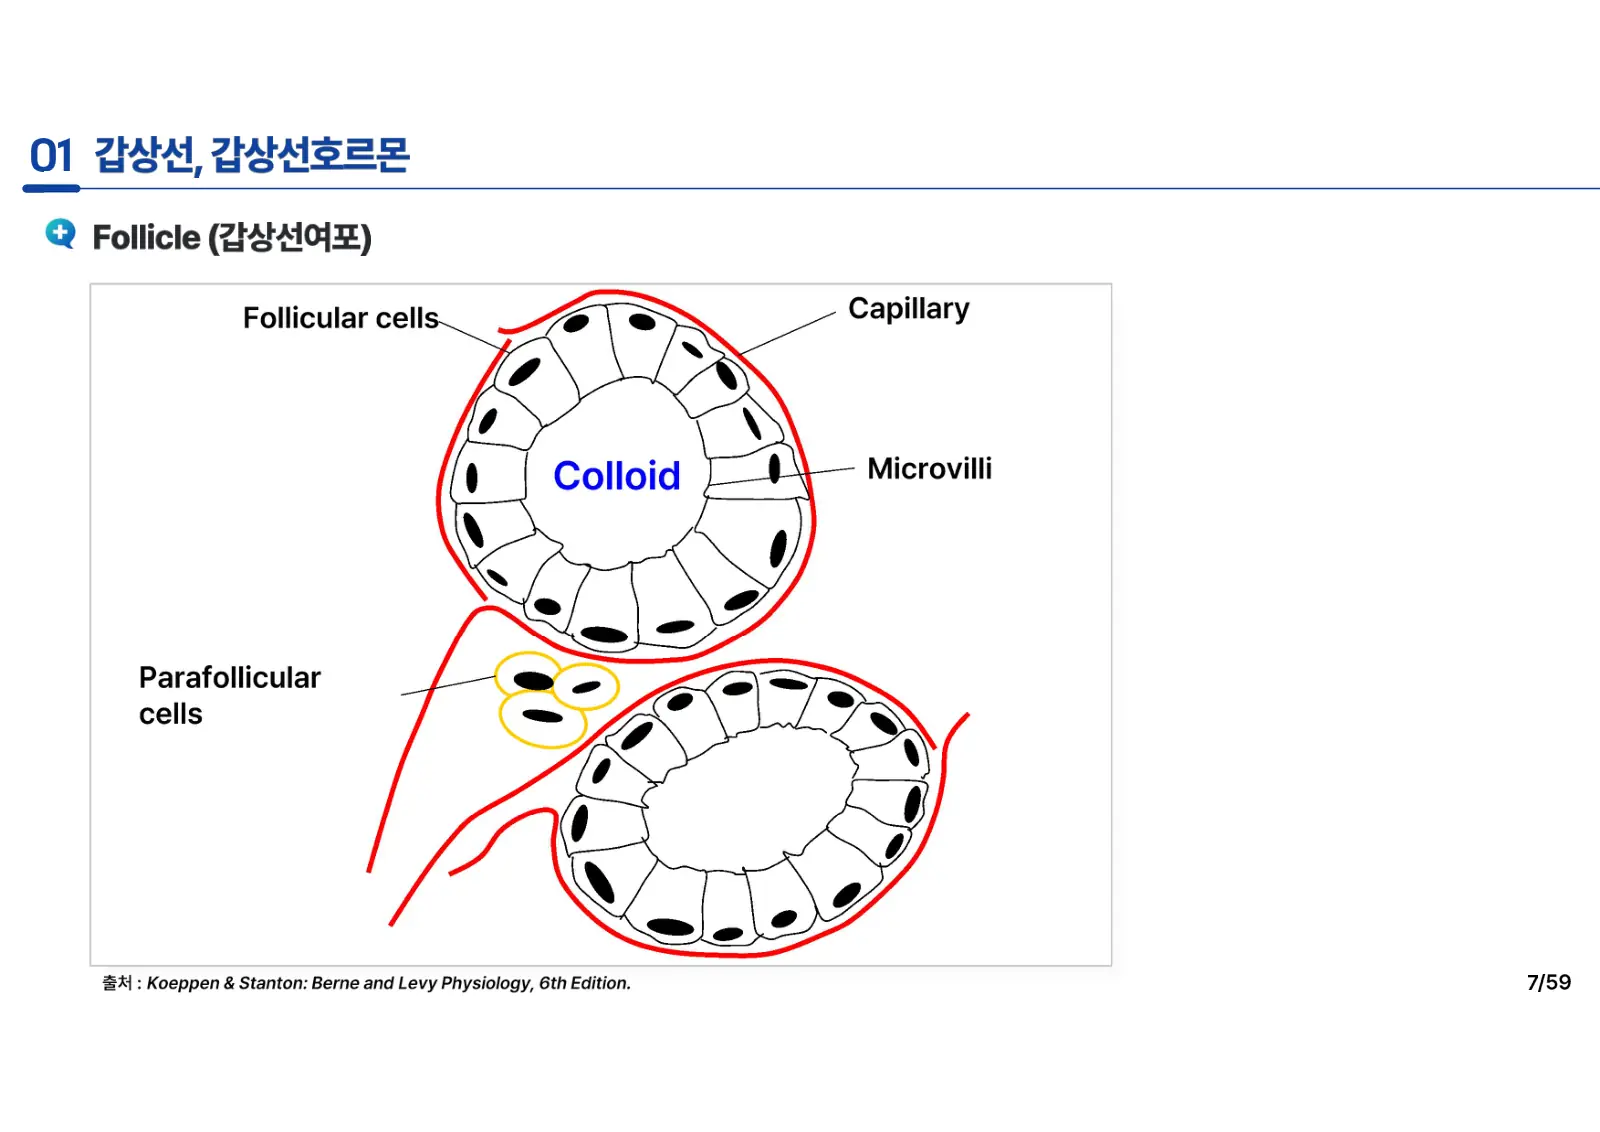 01 갑상선, 갑상선호르몬
Follicle (갑상선여포)
Follicular cells
Capillary
Colloid
Microvilli
Parafollicular
cells
출처 : Koeppen & Stanton: Berne and Levy Physiology, 6th Edition.
7/59